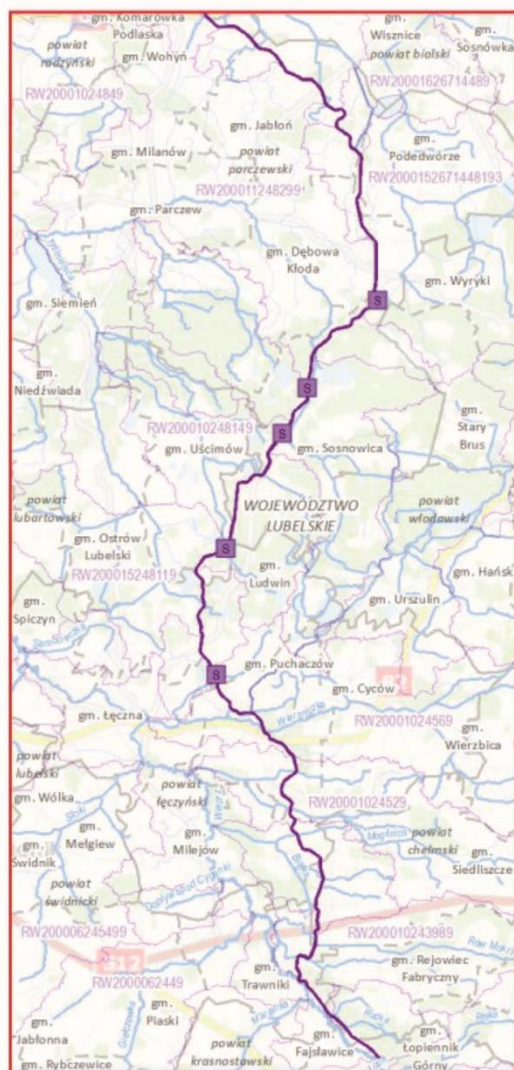 gm. Komarówka
Podlaska
gm.
Wisznice
gm.
Sosnówka
powiat
radzyński
gm. Wohyń
powiat bialski
RW20001024849
RW20001626714489
gm. Jabłoń
gm. Milanów
powiat
parczewski
gm.
Podedwórze
RW200011248299
RW2000152671448193
gm. Parczew
gm. Dębowa
Kłoda
gm. Siemień
gm. Wyryki
S
gm.
Niedźwiada
S
RW200010248149
S
gm.
Stary
Brus
gm. Uścimów
gm. Sosnowica
powiat
lubartowski
WOJEWÓDZTWO
LUBELSKIE
powiat
włodawski
gm. Ostrów
Lubelski
S
RW200015248119
gm.
Ludwin
gm.
Hańsk
gm.
Spiczyn
gm. Urszulin
S
gm. Puchaczów
82
gm. Cyców
gm. Łęczna
RW20001024569
gm.
Wierzbica
powiat
lubelski
powiat
łęczyński
gm. Wólka
RW20001024529
Wieprz
gm.
Mełgiew
gm.
Milejów
powiat
chełmski
gm.
Siedliszcze
gm.
Świdnik
powiat
świdnicki
RW200006245499
RW200010243989
S12
RW2000062449
gm.
Trawniki
gm. Rejowiec
Fabryczny
gm.
Jabłonna
gm.
Piaski
gm.
Fajsławice
gm.
Łopiennik
Górny
gm. Rybczewice
powiat
krasnostawski